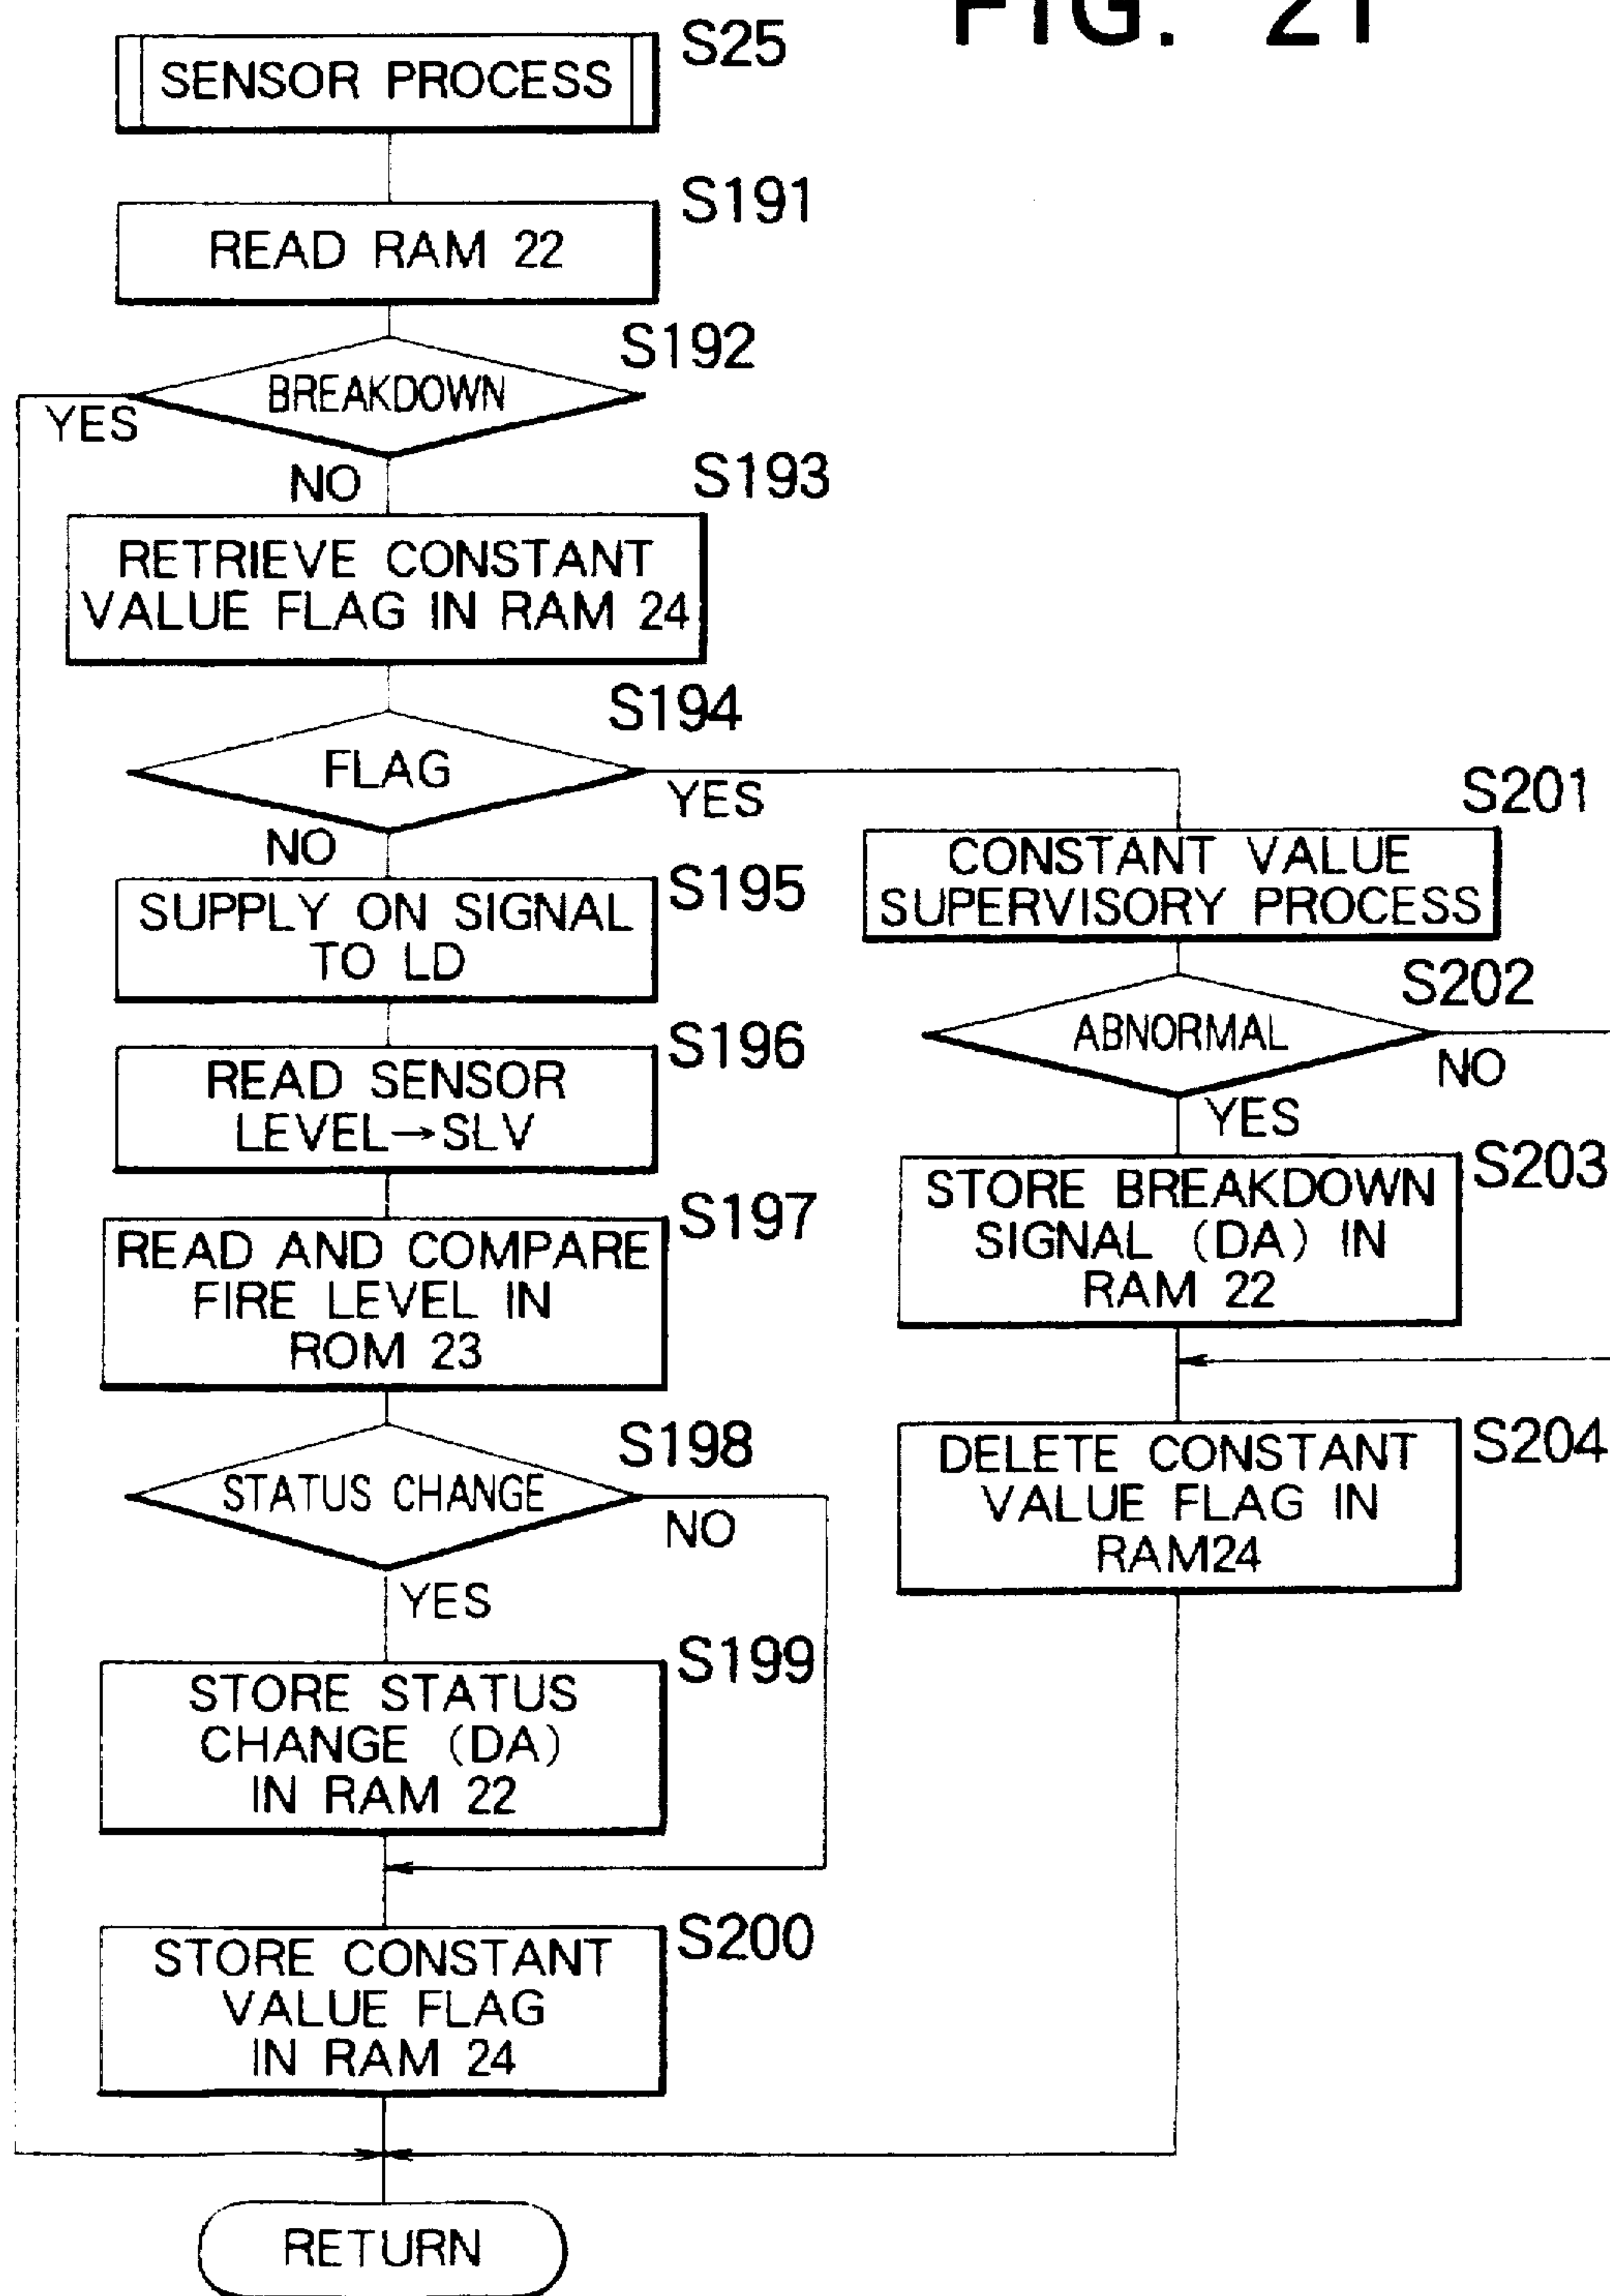 FIG. 21
SENSOR PROCESS
S25
READ RAM 22
S191
BREAKDOWN
S192
YES
NO
RETRIEVE CONSTANT
VALUE FLAG IN RAM 24
S193
FLAG
S194
YES
NO
SUPPLY ON SIGNAL
TO LD
S195
READ SENSOR
LEVEL→SLV
S196
READ AND COMPARE
FIRE LEVEL IN
ROM 23
S197
STATUS CHANGE
S198
NO
YES
STORE STATUS
CHANGE (DA)
IN RAM 22
S199
STORE CONSTANT
VALUE FLAG
IN RAM 24
S200
CONSTANT VALUE
SUPERVISORY PROCESS
S201
ABNORMAL
S202
NO
YES
STORE BREAKDOWN
SIGNAL (DA) IN
RAM 22
S203
DELETE CONSTANT
VALUE FLAG IN
RAM24
S204
RETURN